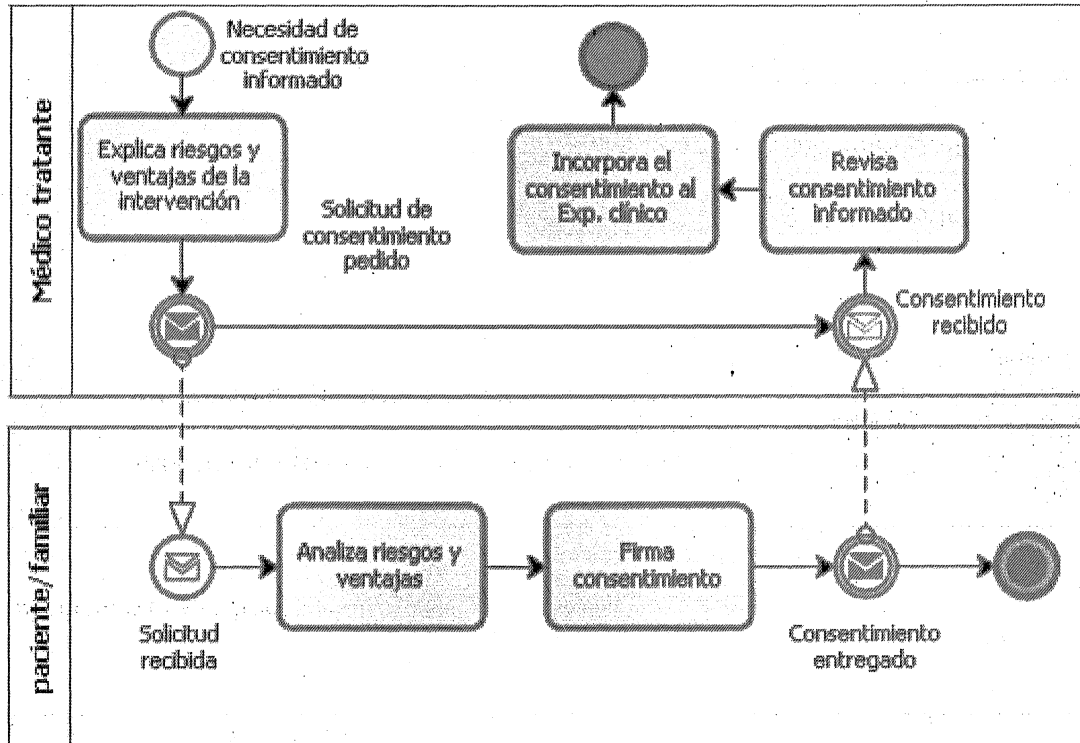 Médico tratante
Necesidad de
consentimiento
informado
Explica riesgos y
ventajas de la
intervención
Solicitud de
consentimiento
pedido
Incorpora el
consentimiento al
Exp. clínico
Revisa
consentimiento
informado
Consentimiento
recibido
paciente/familiar
Solicitud
recibida
Analiza riesgos y
ventajas
Firma
consentimiento
Consentimiento
entregado